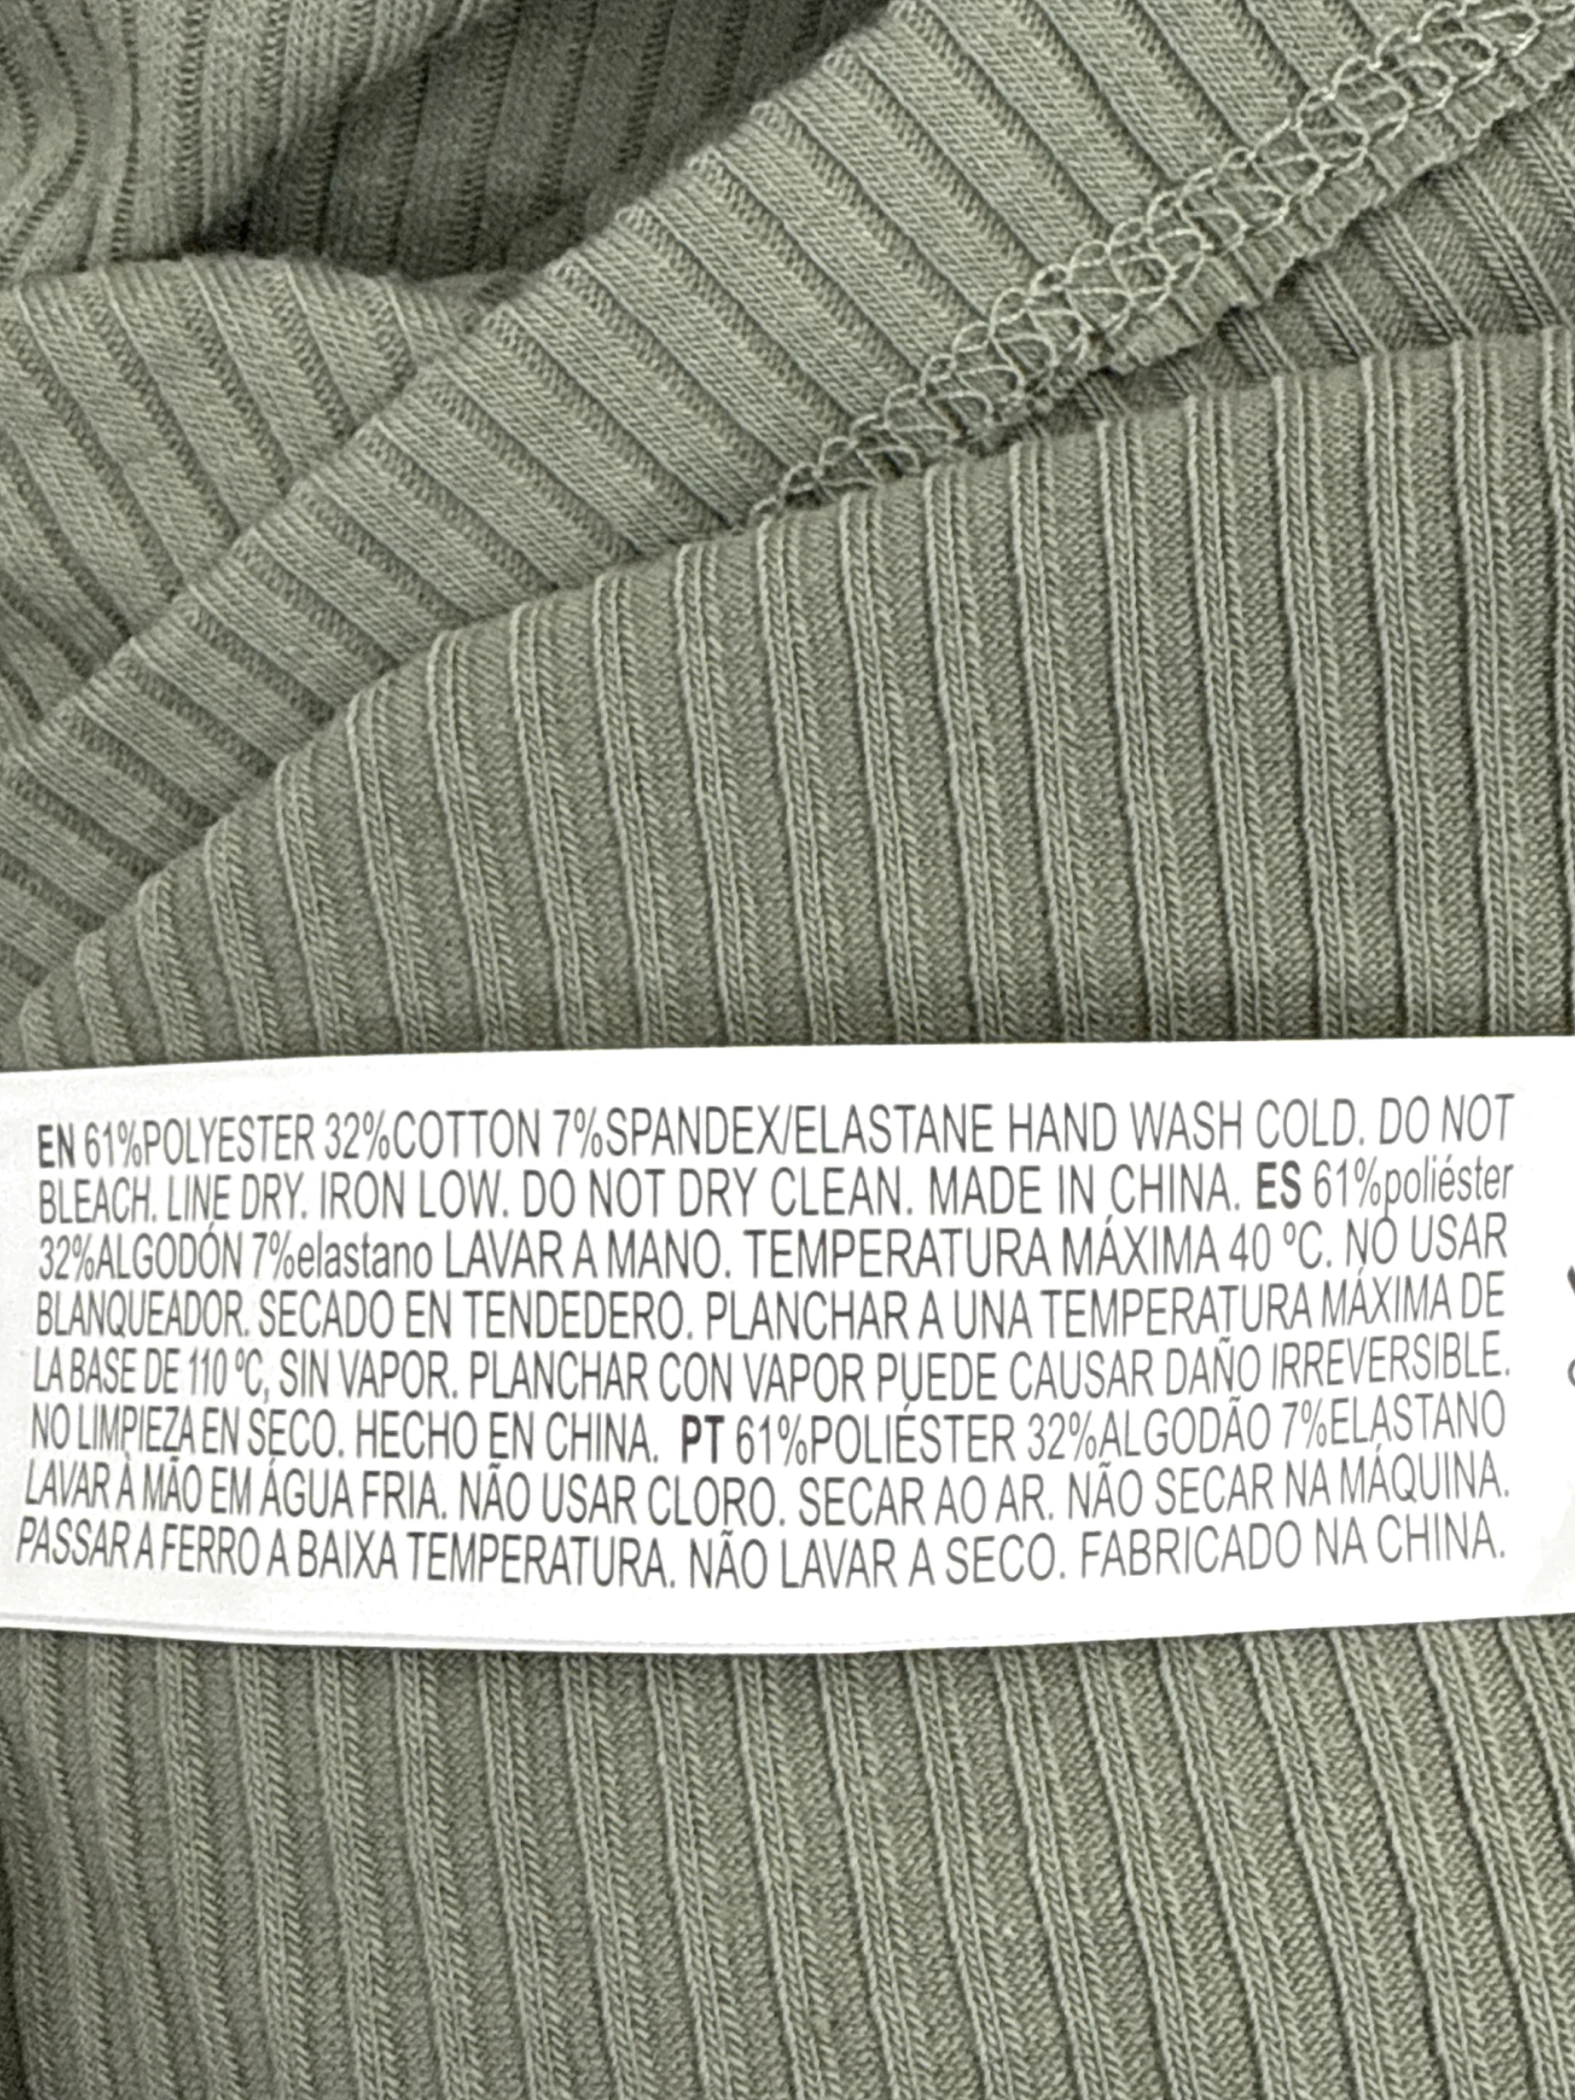 EN 61%POLYESTER 32%COTTON 7%SPANDEX/ELASTANE HAND WASH COLD. DO NOT
BLEACH. LINE DRY. IRON LOW. DO NOT DRY CLEAN. MADE IN CHINA. ES 61%poliéster
32%ALGODÓN 7%elastano LAVAR A MANO. TEMPERATURA MÁXIMA 40 ºC. NO USAR
BLANQUEADOR. SECADO EN TENDEDERO. PLANCHAR A UNA TEMPERATURA MÁXIMA DE
LA BASE DE 110 ºC, SIN VAPOR. PLANCHAR CON VAPOR PUEDE CAUSAR DAÑO IRREVERSIBLE.
NO LIMPIEZA EN SECO. HECHO EN CHINA. PT 61%POLIÉSTER 32%ALGODÃO 7%ELASTANO
LAVAR À MÃO EM ÁGUA FRIA. NÃO USAR CLORO. SECAR AO AR. NÃO SECAR NA MÁQUINA.
PASSAR A FERRO A BAIXA TEMPERATURA. NÃO LAVAR A SECO. FABRICADO NA CHINA.